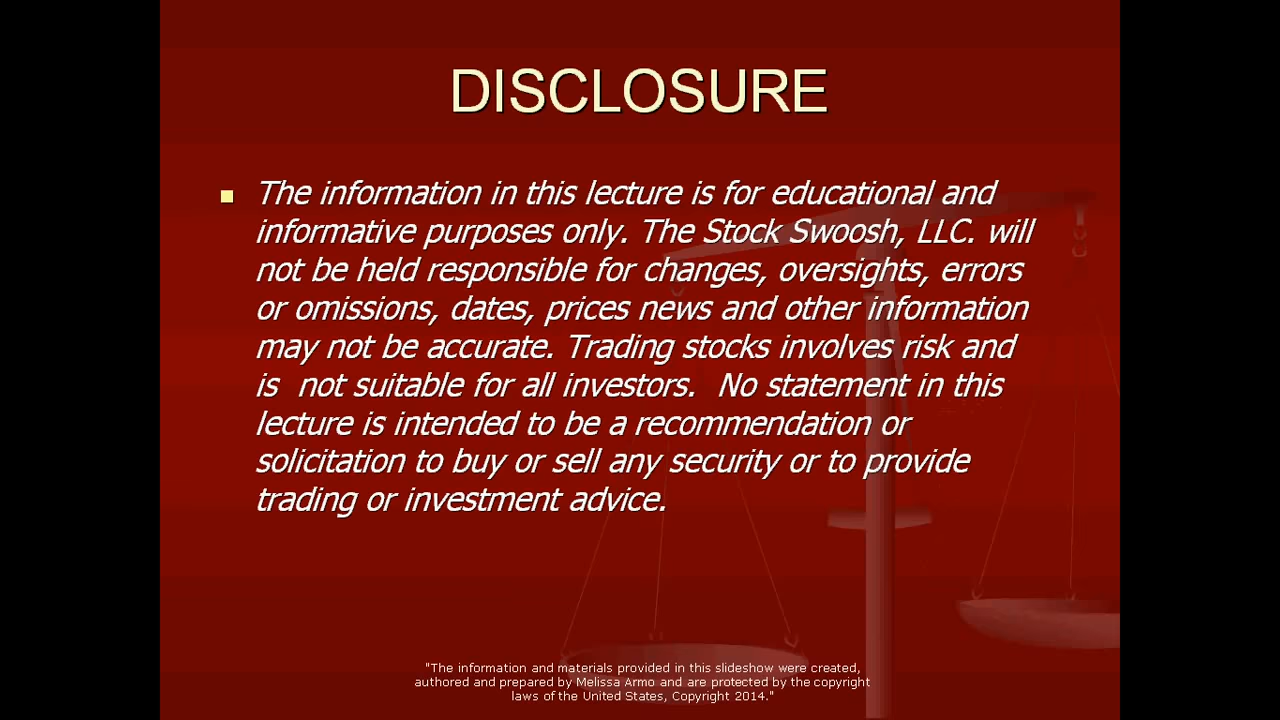 DISCLOSURE
The information in this lecture is for educational and
informative purposes only. The Stock Swoosh, LLC. will
not be held responsible for changes, oversights, errors
or omissions, dates, prices news and other information
may not be accurate. Trading stocks involves risk and
is  not suitable for all investors.  No statement in this
lecture is intended to be a recommendation or
solicitation to buy or sell any security or to provide
trading or investment advice.
"The information and materials provided in this slideshow were created,
authored and prepared by Melissa Armo and are protected by the copyright
laws of the United States, Copyright 2014."